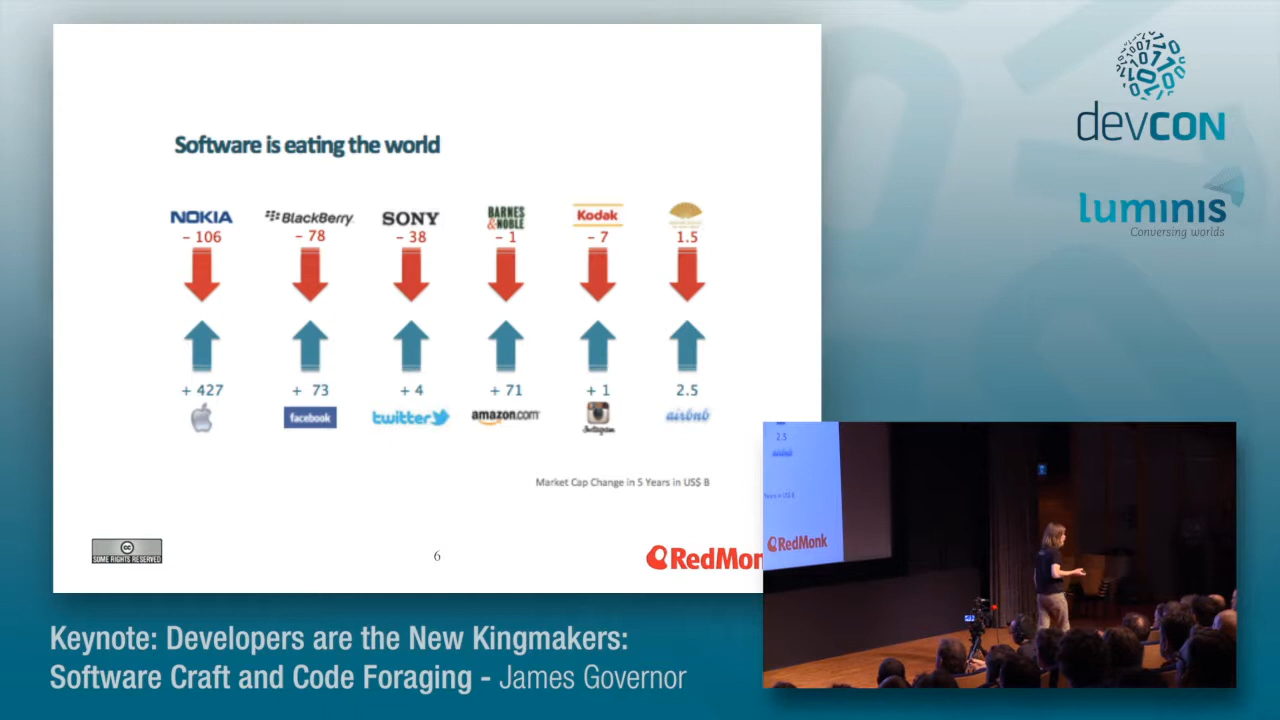 Software is eating the world
NOKIA BlackBerry SONY BARNES &NOBLE Kodak
- 106 - 78 - 38 - 1 - 7 1.5
+ 427 + 73 + 4 + 71 + 1 2.5
facebook twitter amazon.com Instagram airbnb
Market Cap Change in 5 Years in US$ B
cc
SOME RIGHTS RESERVED
6
RedMon
devcon
luminis
Conversing worlds
2.5
airbnb
Years in US$ B
RedMonk
Keynote: Developers are the New Kingmakers:
Software Craft and Code Foraging - James Governor